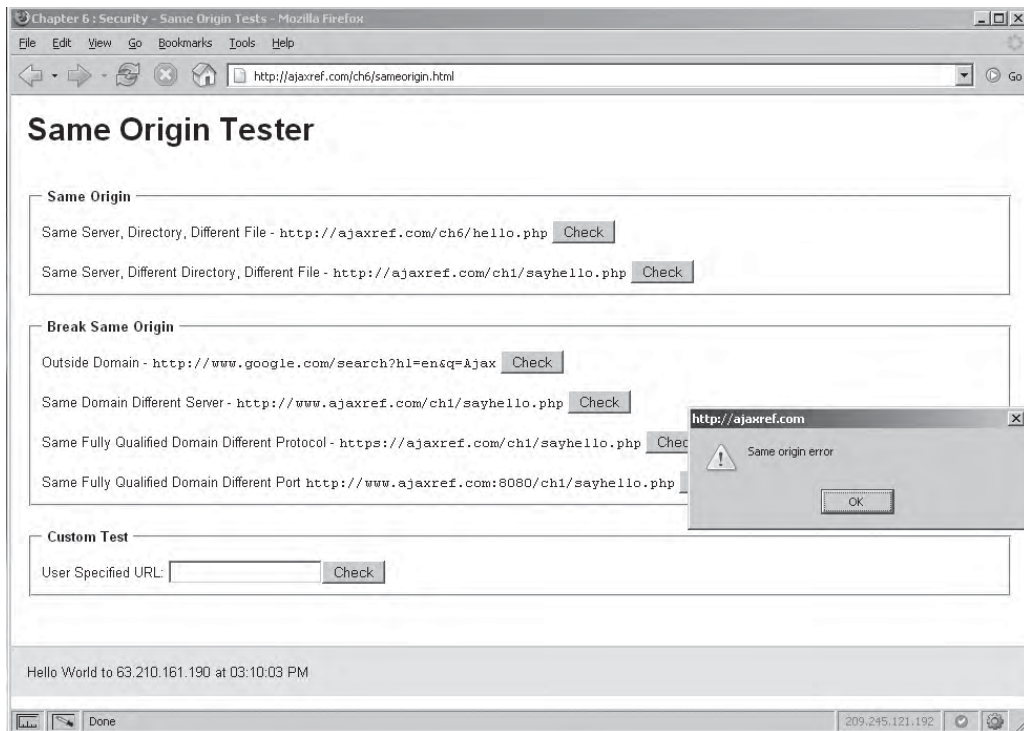 Chapter 6 : Security - Same Origin Tests - Mozilla Firefox
File Edit View Go Bookmarks Tools Help
http://ajaxref.com/ch6/sameorigin.html Go
Same Origin Tester
Same Origin
Same Server, Directory, Different File - http://ajaxref.com/ch6/hello.php Check
Same Server, Different Directory, Different File - http://ajaxref.com/ch1/sayhello.php Check
Break Same Origin
Outside Domain - http://www.google.com/search?hl=en&q=Ajax Check
Same Domain Different Server - http://www.ajaxref.com/ch1/sayhello.php Check
Same Fully Qualified Domain Different Protocol - https://ajaxref.com/ch1/sayhello.php Chec
Same Fully Qualified Domain Different Port http://www.ajaxref.com:8080/ch1/sayhello.php
http://ajaxref.com
Same origin error
OK
Custom Test
User Specified URL: Check
Hello World to 63.210.161.190 at 03:10:03 PM
Done 209.245.121.192